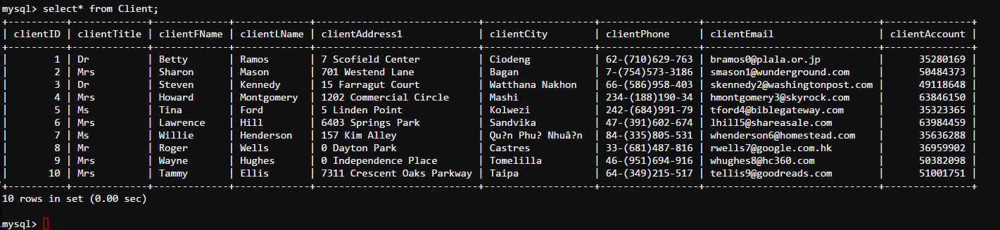 mysql> select* from Client;
+----------+-------------+-------------+-------------+----------------------------+------------------+-----------------+-----------------------------+---------------+
| clientID | clientTitle | clientFName | clientLName | clientAddress1 | clientCity | clientPhone | clientEmail | clientAccount |
+----------+-------------+-------------+-------------+----------------------------+------------------+-----------------+-----------------------------+---------------+
| 1 | Dr | Betty | Ramos | 7 Scofield Center | Ciodeng | 62-(710)629-763 | bramos0@plala.or.jp | 35280169 |
| 2 | Mrs | Sharon | Mason | 701 Westend Lane | Bagan | 7-(754)573-3186 | smason1@wunderground.com | 50484373 |
| 3 | Dr | Steven | Kennedy | 15 Farragut Court | Watthana Nakhon | 66-(586)958-403 | skennedy2@washingtonpost.com | 49118648 |
| 4 | Mrs | Howard | Montgomery | 1202 Commercial Circle | Mashi | 234-(188)190-34 | hmontgomery3@skyrock.com | 63846150 |
| 5 | Ms | Tina | Ford | 5 Linden Point | Kolwezi | 242-(684)991-79 | tford4@biblegateway.com | 35323365 |
| 6 | Mrs | Lawrence | Hill | 6403 Springs Park | Sandvika | 47-(391)602-674 | lhill5@shareasale.com | 63984459 |
| 7 | Ms | Willie | Henderson | 157 Kim Alley | Qu?n Phu? Nhuâ?n | 84-(335)805-531 | whenderson6@homestead.com | 35636288 |
| 8 | Mr | Roger | Wells | 0 Dayton Park | Castres | 33-(681)487-816 | rwells7@google.com.hk | 36959902 |
| 9 | Mrs | Wayne | Hughes | 0 Independence Place | Tomelilla | 46-(951)694-916 | whughes8@hc360.com | 50382098 |
| 10 | Mrs | Tammy | Ellis | 7311 Crescent Oaks Parkway | Taipa | 64-(349)215-517 | tellis9@goodreads.com | 51001751 |
+----------+-------------+-------------+-------------+----------------------------+------------------+-----------------+-----------------------------+---------------+
10 rows in set (0.00 sec)
mysql>